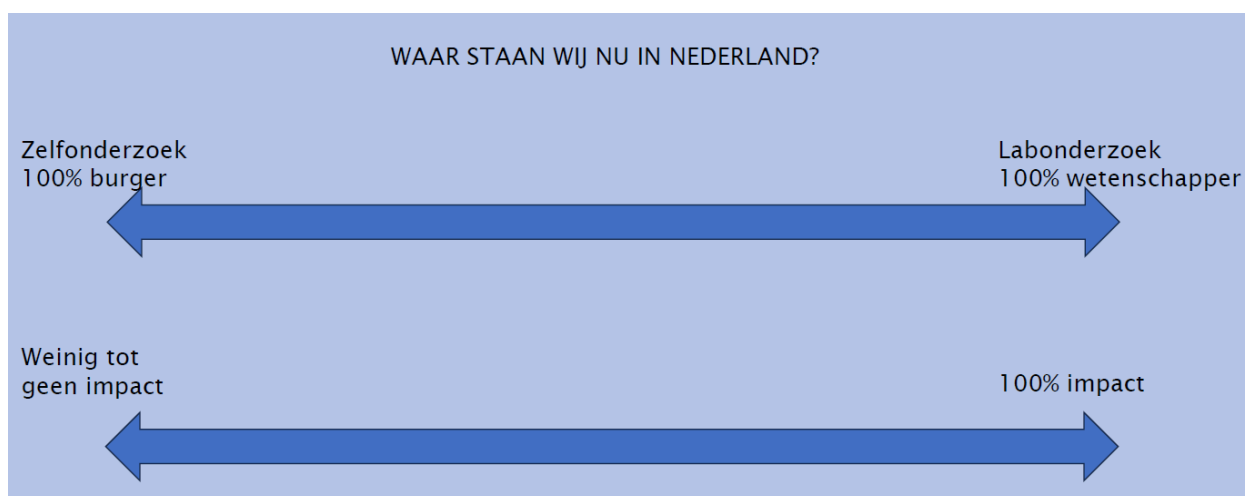 WAAR STAAN WIJ NU IN NEDERLAND?
Zelfonderzoek
100% burger
Labonderzoek
100% wetenschapper
Weinig tot
geen impact
100% impact